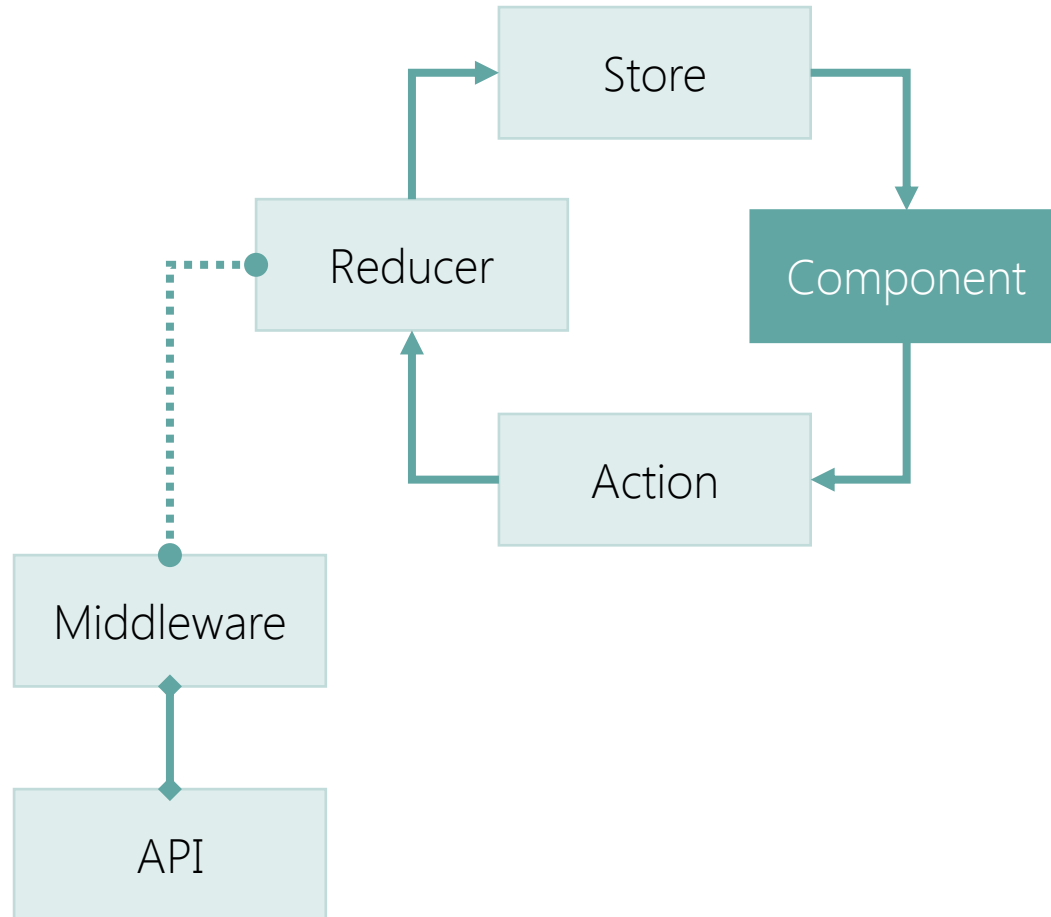 Store
Reducer
Component
Action
Middleware
API